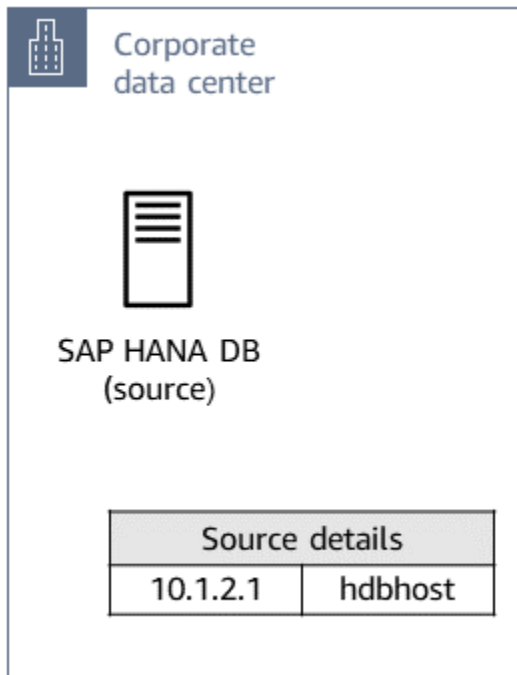 Corporate
data center
SAP HANA DB
(source)
Source details
10.1.2.1 hdbhost